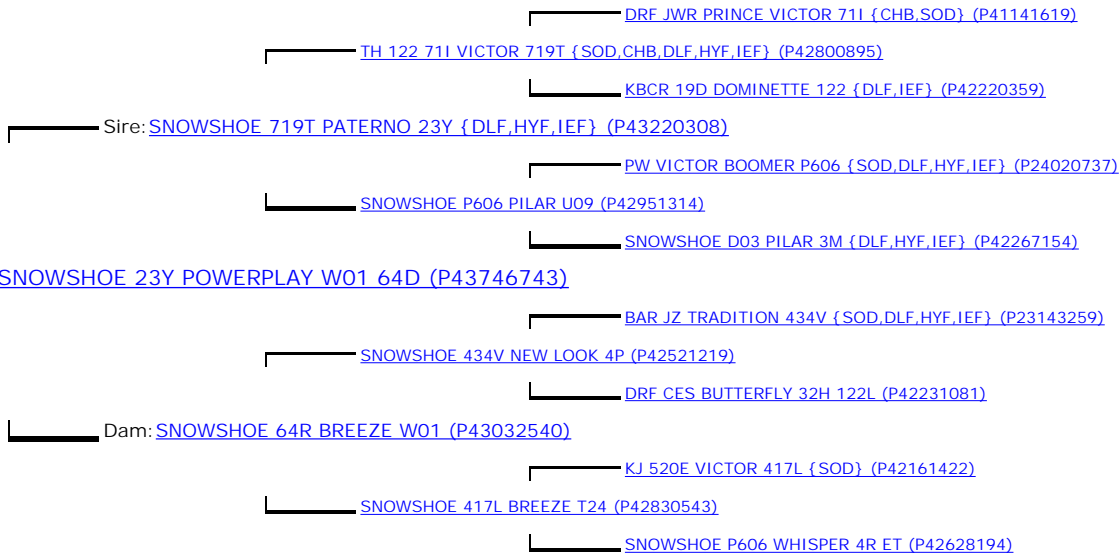 DRF JWR PRINCE VICTOR 71I {CHB,SOD} (P41141619)
TH 122 71I VICTOR 719T {SOD,CHB,DLF,HYF,IEF} (P42800895)
KBCR 19D DOMINETTE 122 {DLF,IEF} (P42220359)
Sire: SNOWSHOE 719T PATERNO 23Y {DLF,HYF,IEF} (P43220308)
PW VICTOR BOOMER P606 {SOD,DLF,HYF,IEF} (P24020737)
SNOWSHOE P606 PILAR U09 (P42951314)
SNOWSHOE D03 PILAR 3M {DLF,HYF,IEF} (P42267154)
SNOWSHOE 23Y POWERPLAY W01 64D (P43746743)
BAR JZ TRADITION 434V {SOD,DLF,HYF,IEF} (P23143259)
SNOWSHOE 434V NEW LOOK 4P (P42521219)
DRF CES BUTTERFLY 32H 122L (P42231081)
Dam: SNOWSHOE 64R BREEZE W01 (P43032540)
KJ 520E VICTOR 417L {SOD} (P42161422)
SNOWSHOE 417L BREEZE T24 (P42830543)
SNOWSHOE P606 WHISPER 4R ET (P42628194)